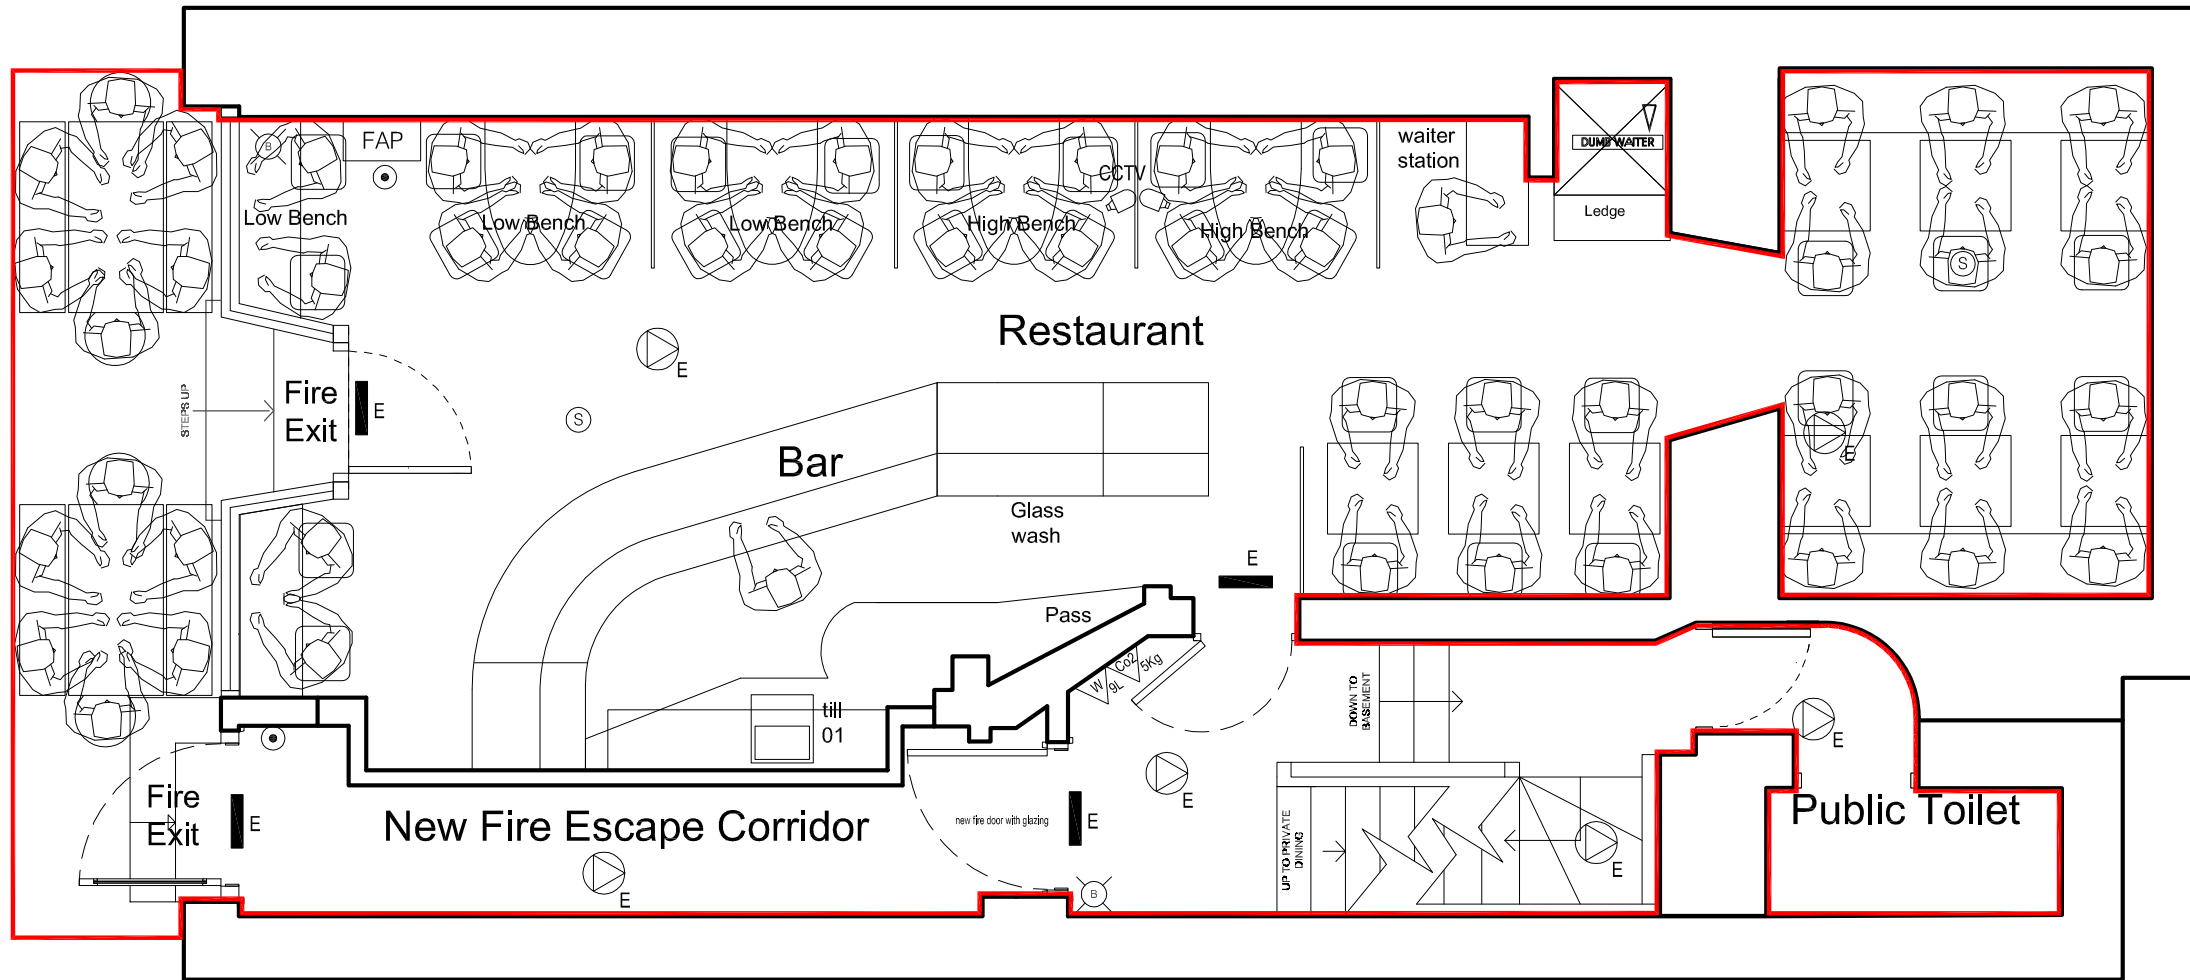 FAP
B
Low Bench
Low Bench
Low Bench
High Bench
CCTV
High Bench
waiter
station
DUMB WAITER
Ledge
S
Restaurant
E
STEPS UP
Fire
Exit
E
S
Bar
E
Glass
wash
E
Pass
W
9L
Co2
5Kg
DOWN TO
BASEMENT
till
01
E
E
Fire
Exit
E
New Fire Escape Corridor
new fire door with glazing
E
UP TO PRIVATE
DINING
E
Public Toilet
E
B